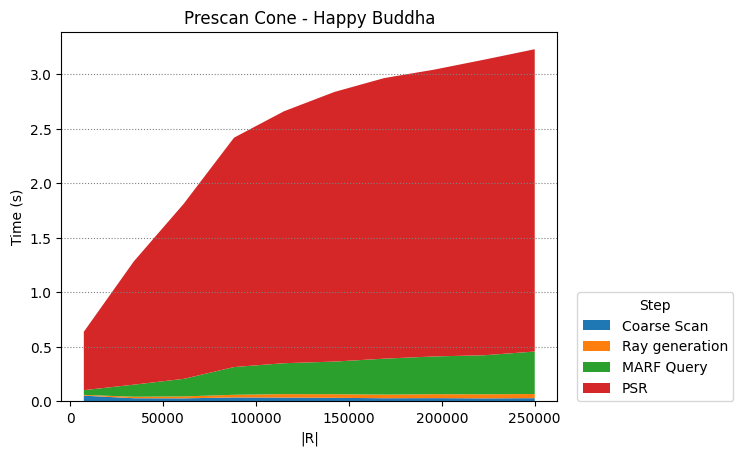 Prescan Cone - Happy Buddha
Time (s)
3.0
2.5
2.0
1.5
1.0
0.5
0.0
0
50000
100000
150000
200000
250000
|R|
Step
Coarse Scan
Ray generation
MARF Query
PSR